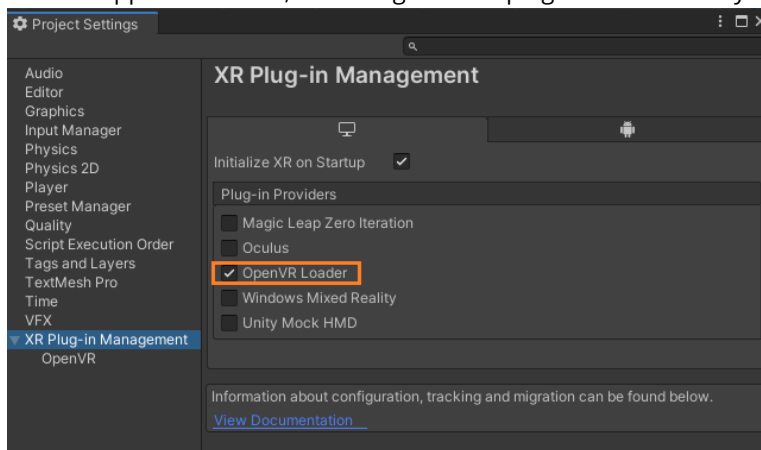 Project Settings
Audio
Editor
Graphics
Input Manager
Physics
Physics 2D
Player
Preset Manager
Quality
Script Execution Order
Tags and Layers
TextMesh Pro
Time
VFX
XR Plug-in Management
OpenVR
XR Plug-in Management
Initialize XR on Startup
Plug-in Providers
Magic Leap Zero Iteration
Oculus
OpenVR Loader
Windows Mixed Reality
Unity Mock HMD
Information about configuration, tracking and migration can be found below.
View Documentation